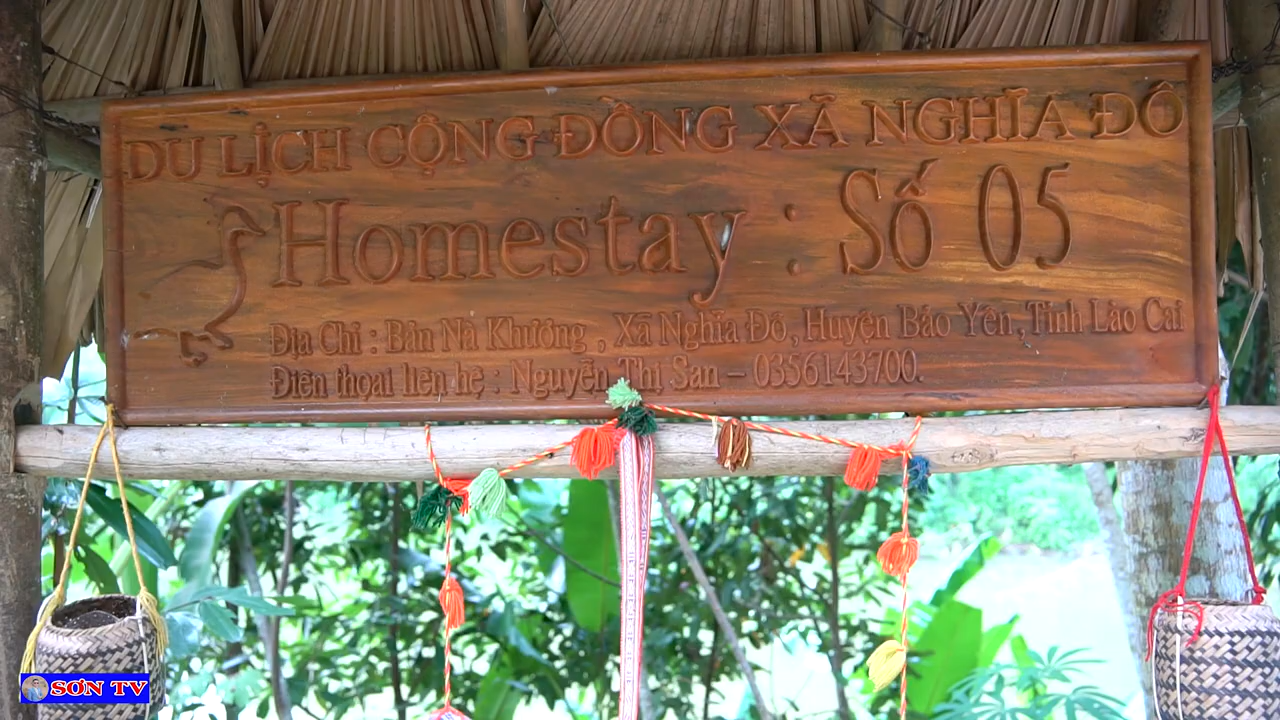 DU LỊCH CỘNG ĐỒNG XÃ NGHĨA ĐÔ
Homestay : Số 05
Địa Chỉ : Bản Nà Khương , Xã Nghĩa Đô, Huyện Bảo Yên , Tỉnh Lào Cai
Điện thoại liên hệ : Nguyễn Thị San – 0356143700.
SƠN TV